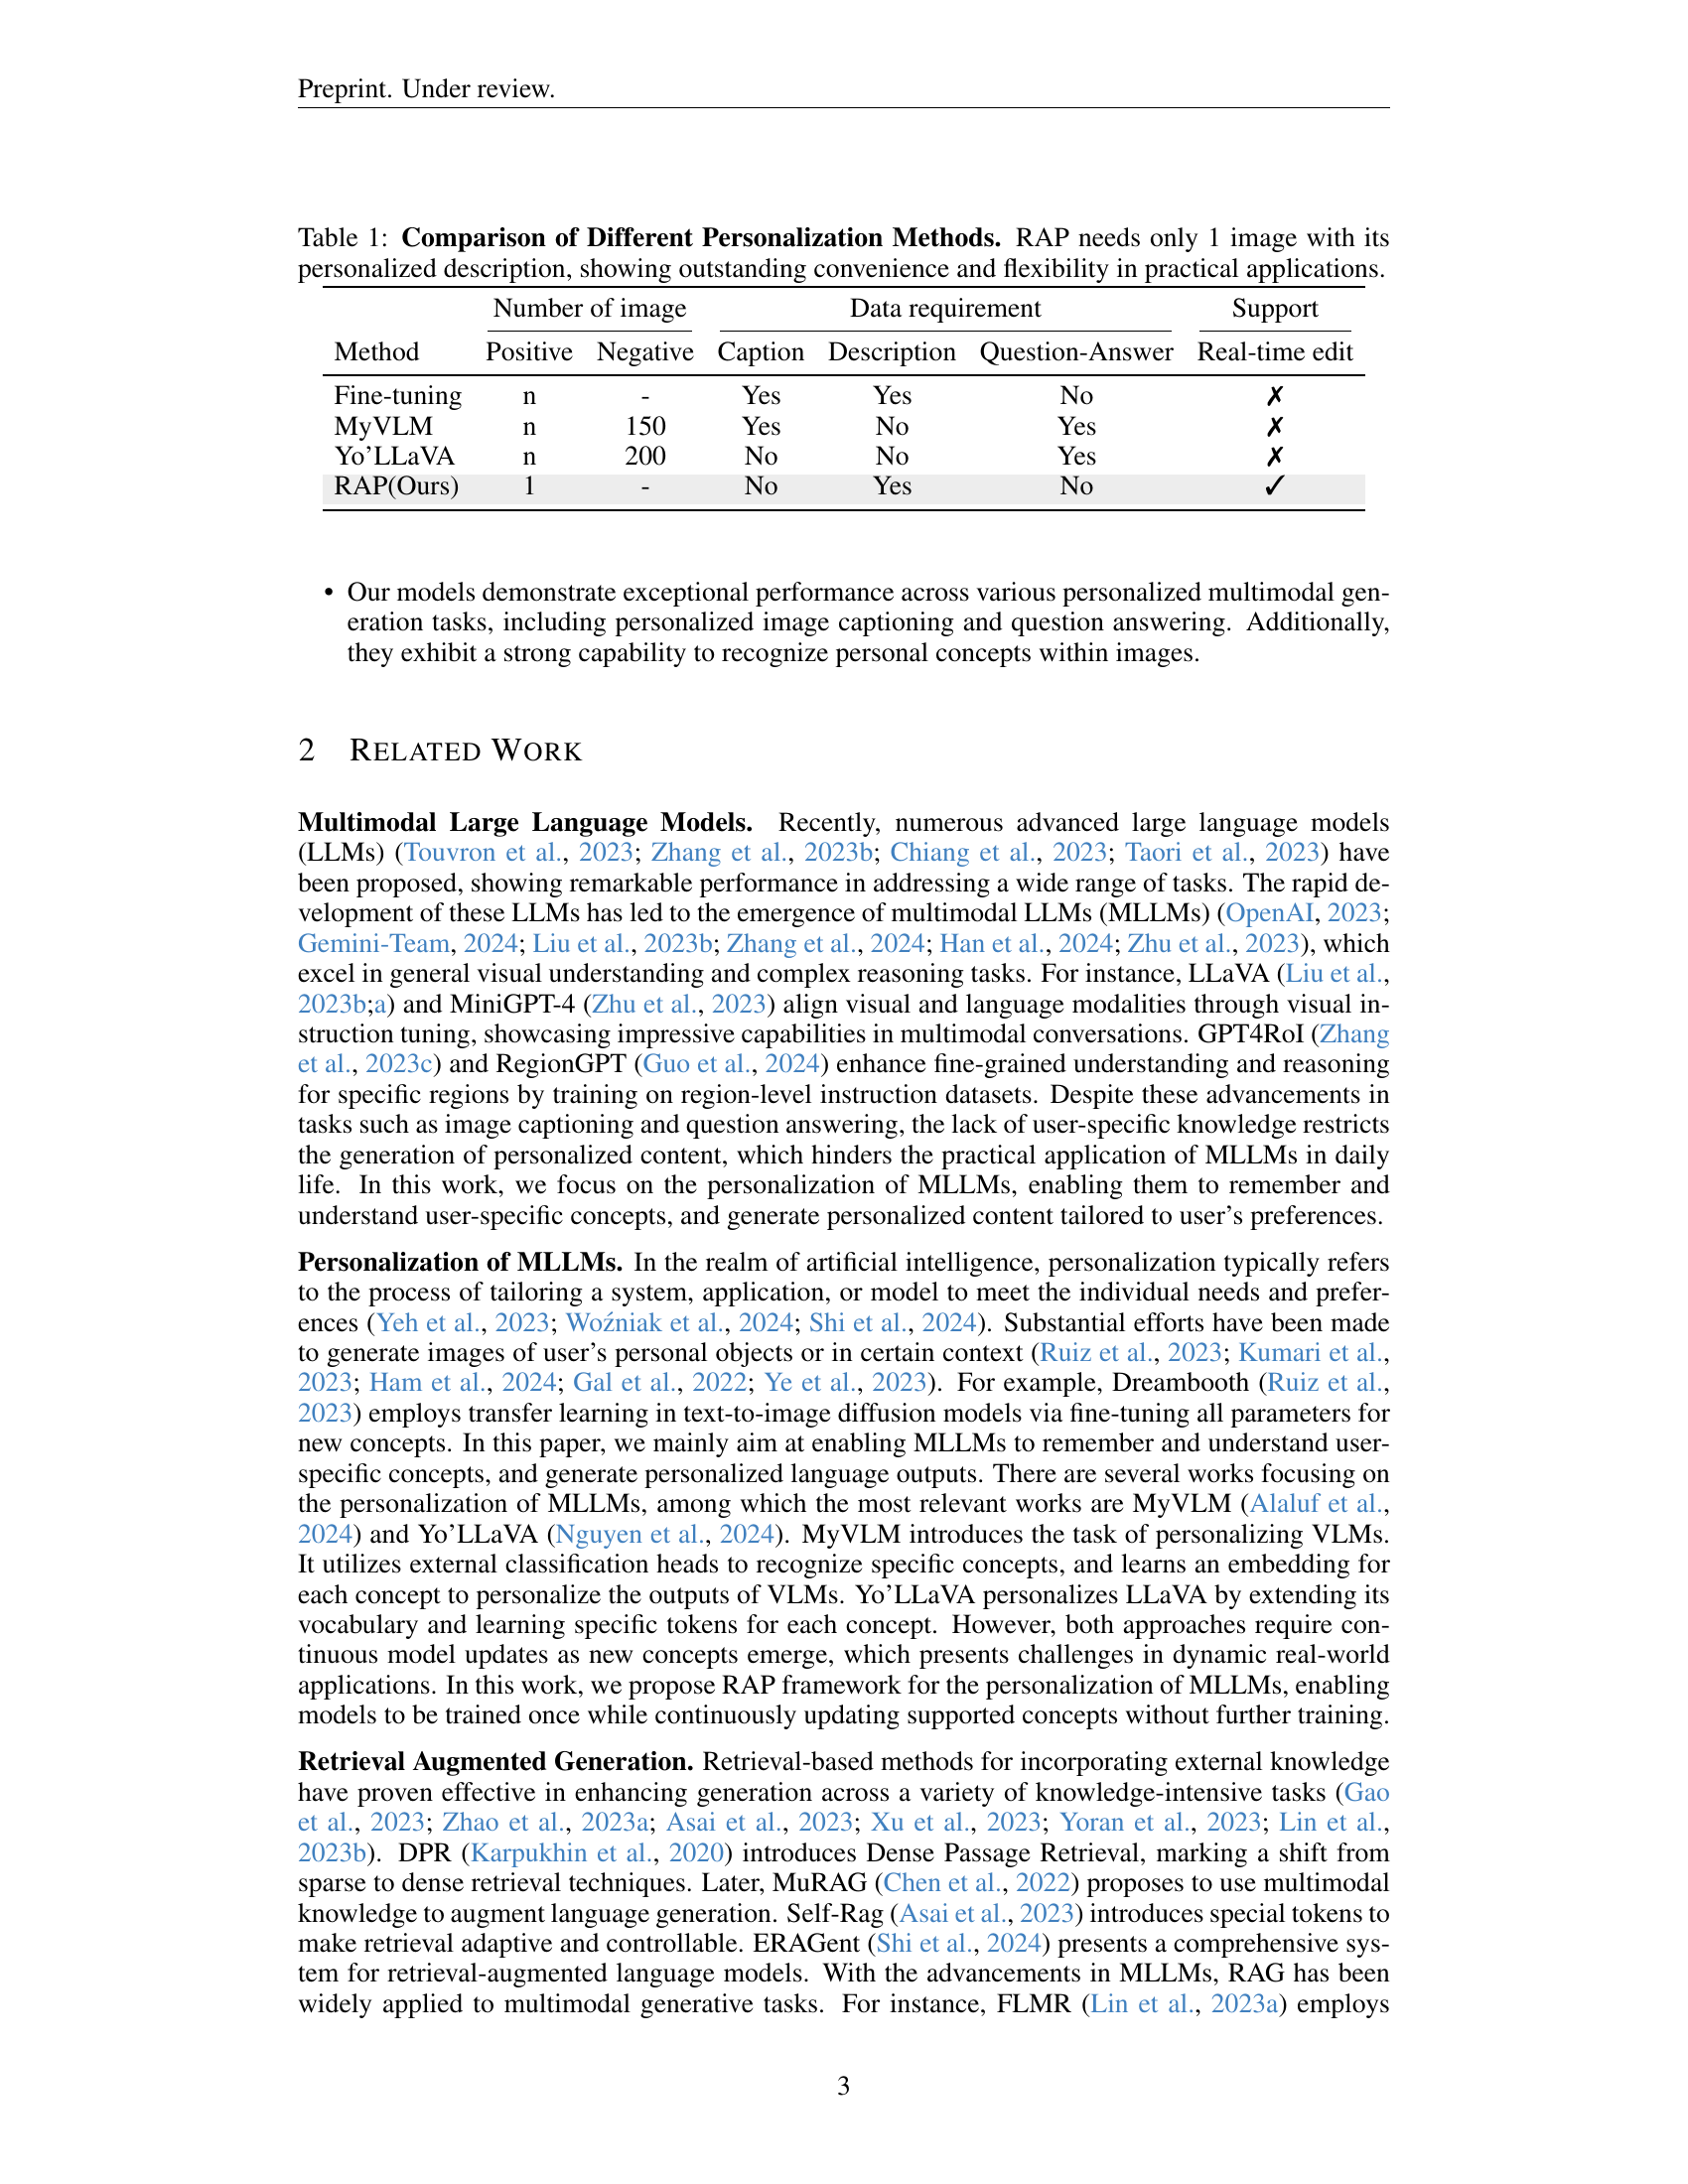 Preprint. Under review.
Table 1: Comparison of Different Personalization Methods. RAP needs only 1 image with its
personalized description, showing outstanding convenience and flexibility in practical applications.
Number of image Data requirement Support
Method Positive Negative Caption Description Question-Answer Real-time edit
Fine-tuning n - Yes Yes No ✗
MyVLM n 150 Yes No Yes ✗
Yo’LLaVA n 200 No No Yes ✗
RAP(Ours) 1 - No Yes No ✓
• Our models demonstrate exceptional performance across various personalized multimodal gen-
eration tasks, including personalized image captioning and question answering. Additionally,
they exhibit a strong capability to recognize personal concepts within images.
2 RELATED WORK
Multimodal Large Language Models. Recently, numerous advanced large language models
(LLMs) (Touvron et al., 2023; Zhang et al., 2023b; Chiang et al., 2023; Taori et al., 2023) have
been proposed, showing remarkable performance in addressing a wide range of tasks. The rapid de-
velopment of these LLMs has led to the emergence of multimodal LLMs (MLLMs) (OpenAI, 2023;
Gemini-Team, 2024; Liu et al., 2023b; Zhang et al., 2024; Han et al., 2024; Zhu et al., 2023), which
excel in general visual understanding and complex reasoning tasks. For instance, LLaVA (Liu et al.,
2023b;a) and MiniGPT-4 (Zhu et al., 2023) align visual and language modalities through visual in-
struction tuning, showcasing impressive capabilities in multimodal conversations. GPT4RoI (Zhang
et al., 2023c) and RegionGPT (Guo et al., 2024) enhance fine-grained understanding and reasoning
for specific regions by training on region-level instruction datasets. Despite these advancements in
tasks such as image captioning and question answering, the lack of user-specific knowledge restricts
the generation of personalized content, which hinders the practical application of MLLMs in daily
life. In this work, we focus on the personalization of MLLMs, enabling them to remember and
understand user-specific concepts, and generate personalized content tailored to user’s preferences.
Personalization of MLLMs. In the realm of artificial intelligence, personalization typically refers
to the process of tailoring a system, application, or model to meet the individual needs and prefer-
ences (Yeh et al., 2023; Woźniak et al., 2024; Shi et al., 2024). Substantial efforts have been made
to generate images of user’s personal objects or in certain context (Ruiz et al., 2023; Kumari et al.,
2023; Ham et al., 2024; Gal et al., 2022; Ye et al., 2023). For example, Dreambooth (Ruiz et al.,
2023) employs transfer learning in text-to-image diffusion models via fine-tuning all parameters for
new concepts. In this paper, we mainly aim at enabling MLLMs to remember and understand user-
specific concepts, and generate personalized language outputs. There are several works focusing on
the personalization of MLLMs, among which the most relevant works are MyVLM (Alaluf et al.,
2024) and Yo’LLaVA (Nguyen et al., 2024). MyVLM introduces the task of personalizing VLMs.
It utilizes external classification heads to recognize specific concepts, and learns an embedding for
each concept to personalize the outputs of VLMs. Yo’LLaVA personalizes LLaVA by extending its
vocabulary and learning specific tokens for each concept. However, both approaches require con-
tinuous model updates as new concepts emerge, which presents challenges in dynamic real-world
applications. In this work, we propose RAP framework for the personalization of MLLMs, enabling
models to be trained once while continuously updating supported concepts without further training.
Retrieval Augmented Generation. Retrieval-based methods for incorporating external knowledge
have proven effective in enhancing generation across a variety of knowledge-intensive tasks (Gao
et al., 2023; Zhao et al., 2023a; Asai et al., 2023; Xu et al., 2023; Yoran et al., 2023; Lin et al.,
2023b). DPR (Karpukhin et al., 2020) introduces Dense Passage Retrieval, marking a shift from
sparse to dense retrieval techniques. Later, MuRAG (Chen et al., 2022) proposes to use multimodal
knowledge to augment language generation. Self-Rag (Asai et al., 2023) introduces special tokens to
make retrieval adaptive and controllable. ERAGent (Shi et al., 2024) presents a comprehensive sys-
tem for retrieval-augmented language models. With the advancements in MLLMs, RAG has been
widely applied to multimodal generative tasks. For instance, FLMR (Lin et al., 2023a) employs
3